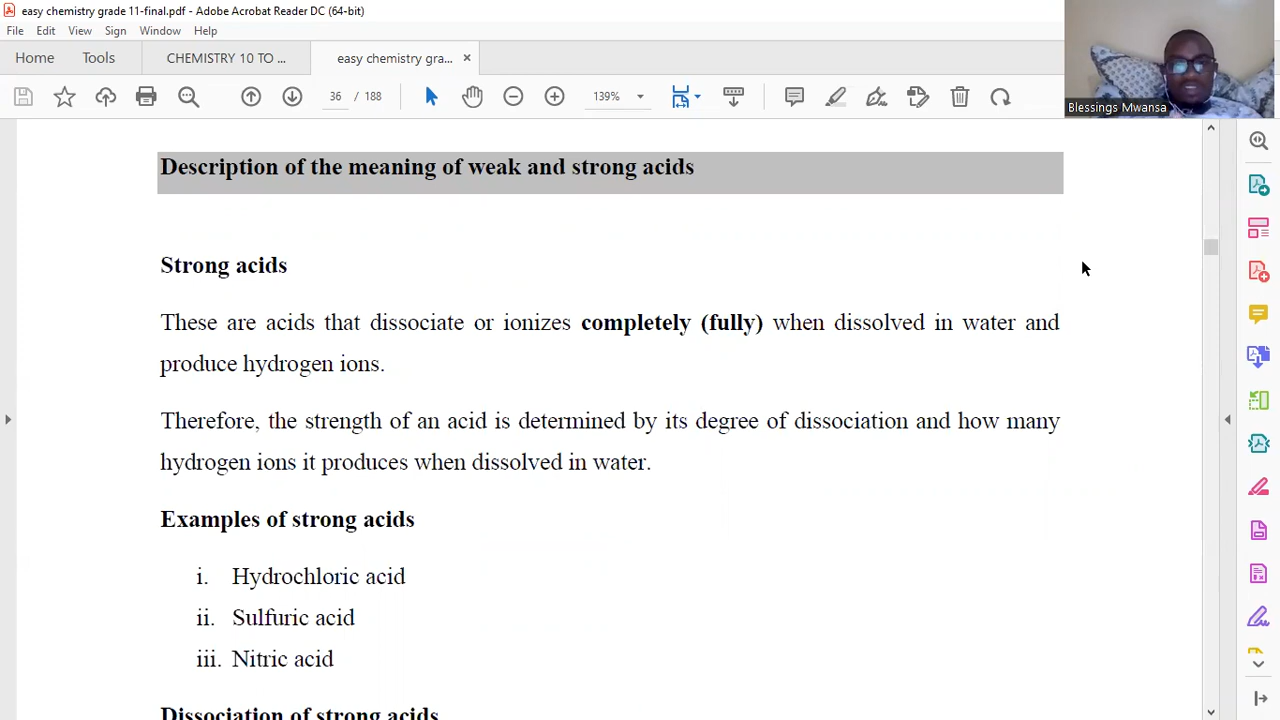 easy chemistry grade 11-final.pdf - Adobe Acrobat Reader DC (64-bit)
File Edit View Sign Window Help
Home Tools CHEMISTRY 10 TO ... easy chemistry gra... ×
36 / 188 139%
Blessings Mwansa
Description of the meaning of weak and strong acids
Strong acids
These are acids that dissociate or ionizes completely (fully) when dissolved in water and
produce hydrogen ions.
Therefore, the strength of an acid is determined by its degree of dissociation and how many
hydrogen ions it produces when dissolved in water.
Examples of strong acids
i. Hydrochloric acid
ii. Sulfuric acid
iii. Nitric acid
Dissociation of strong acids